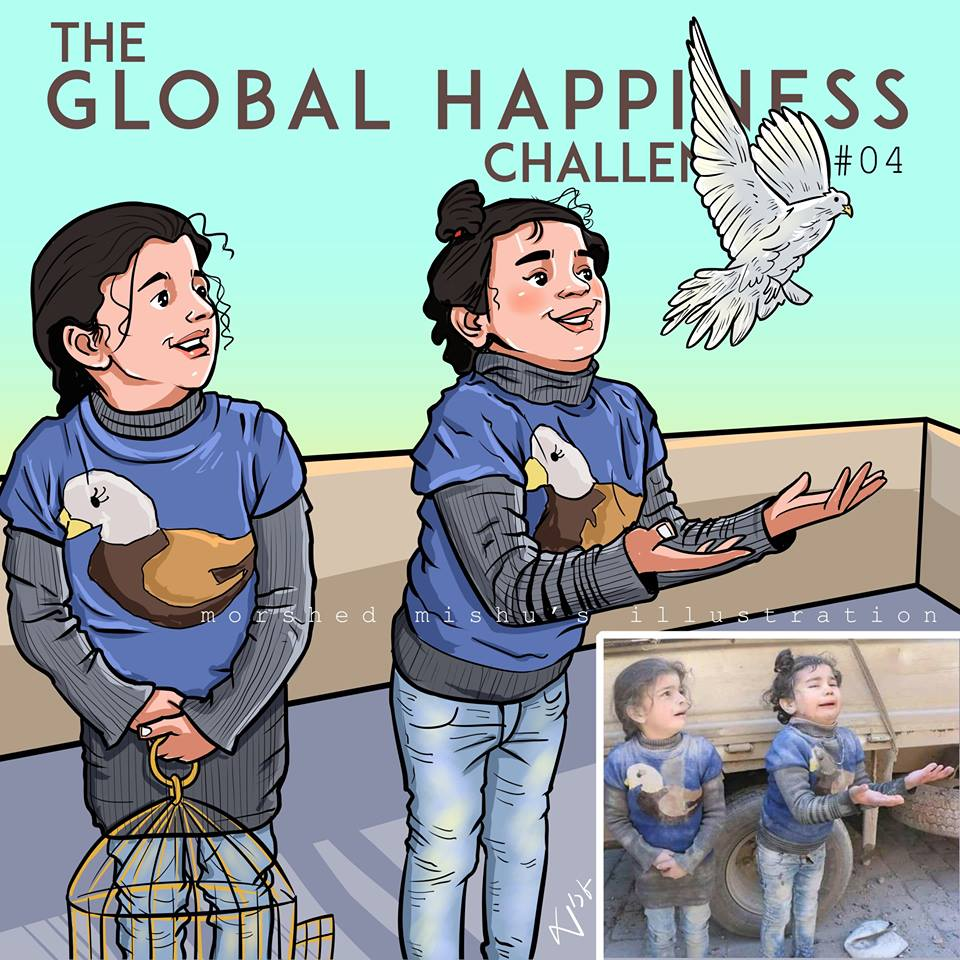 THE
GLOBAL HAPPINESS
CHALLEN #04
morshed mishu's illustration